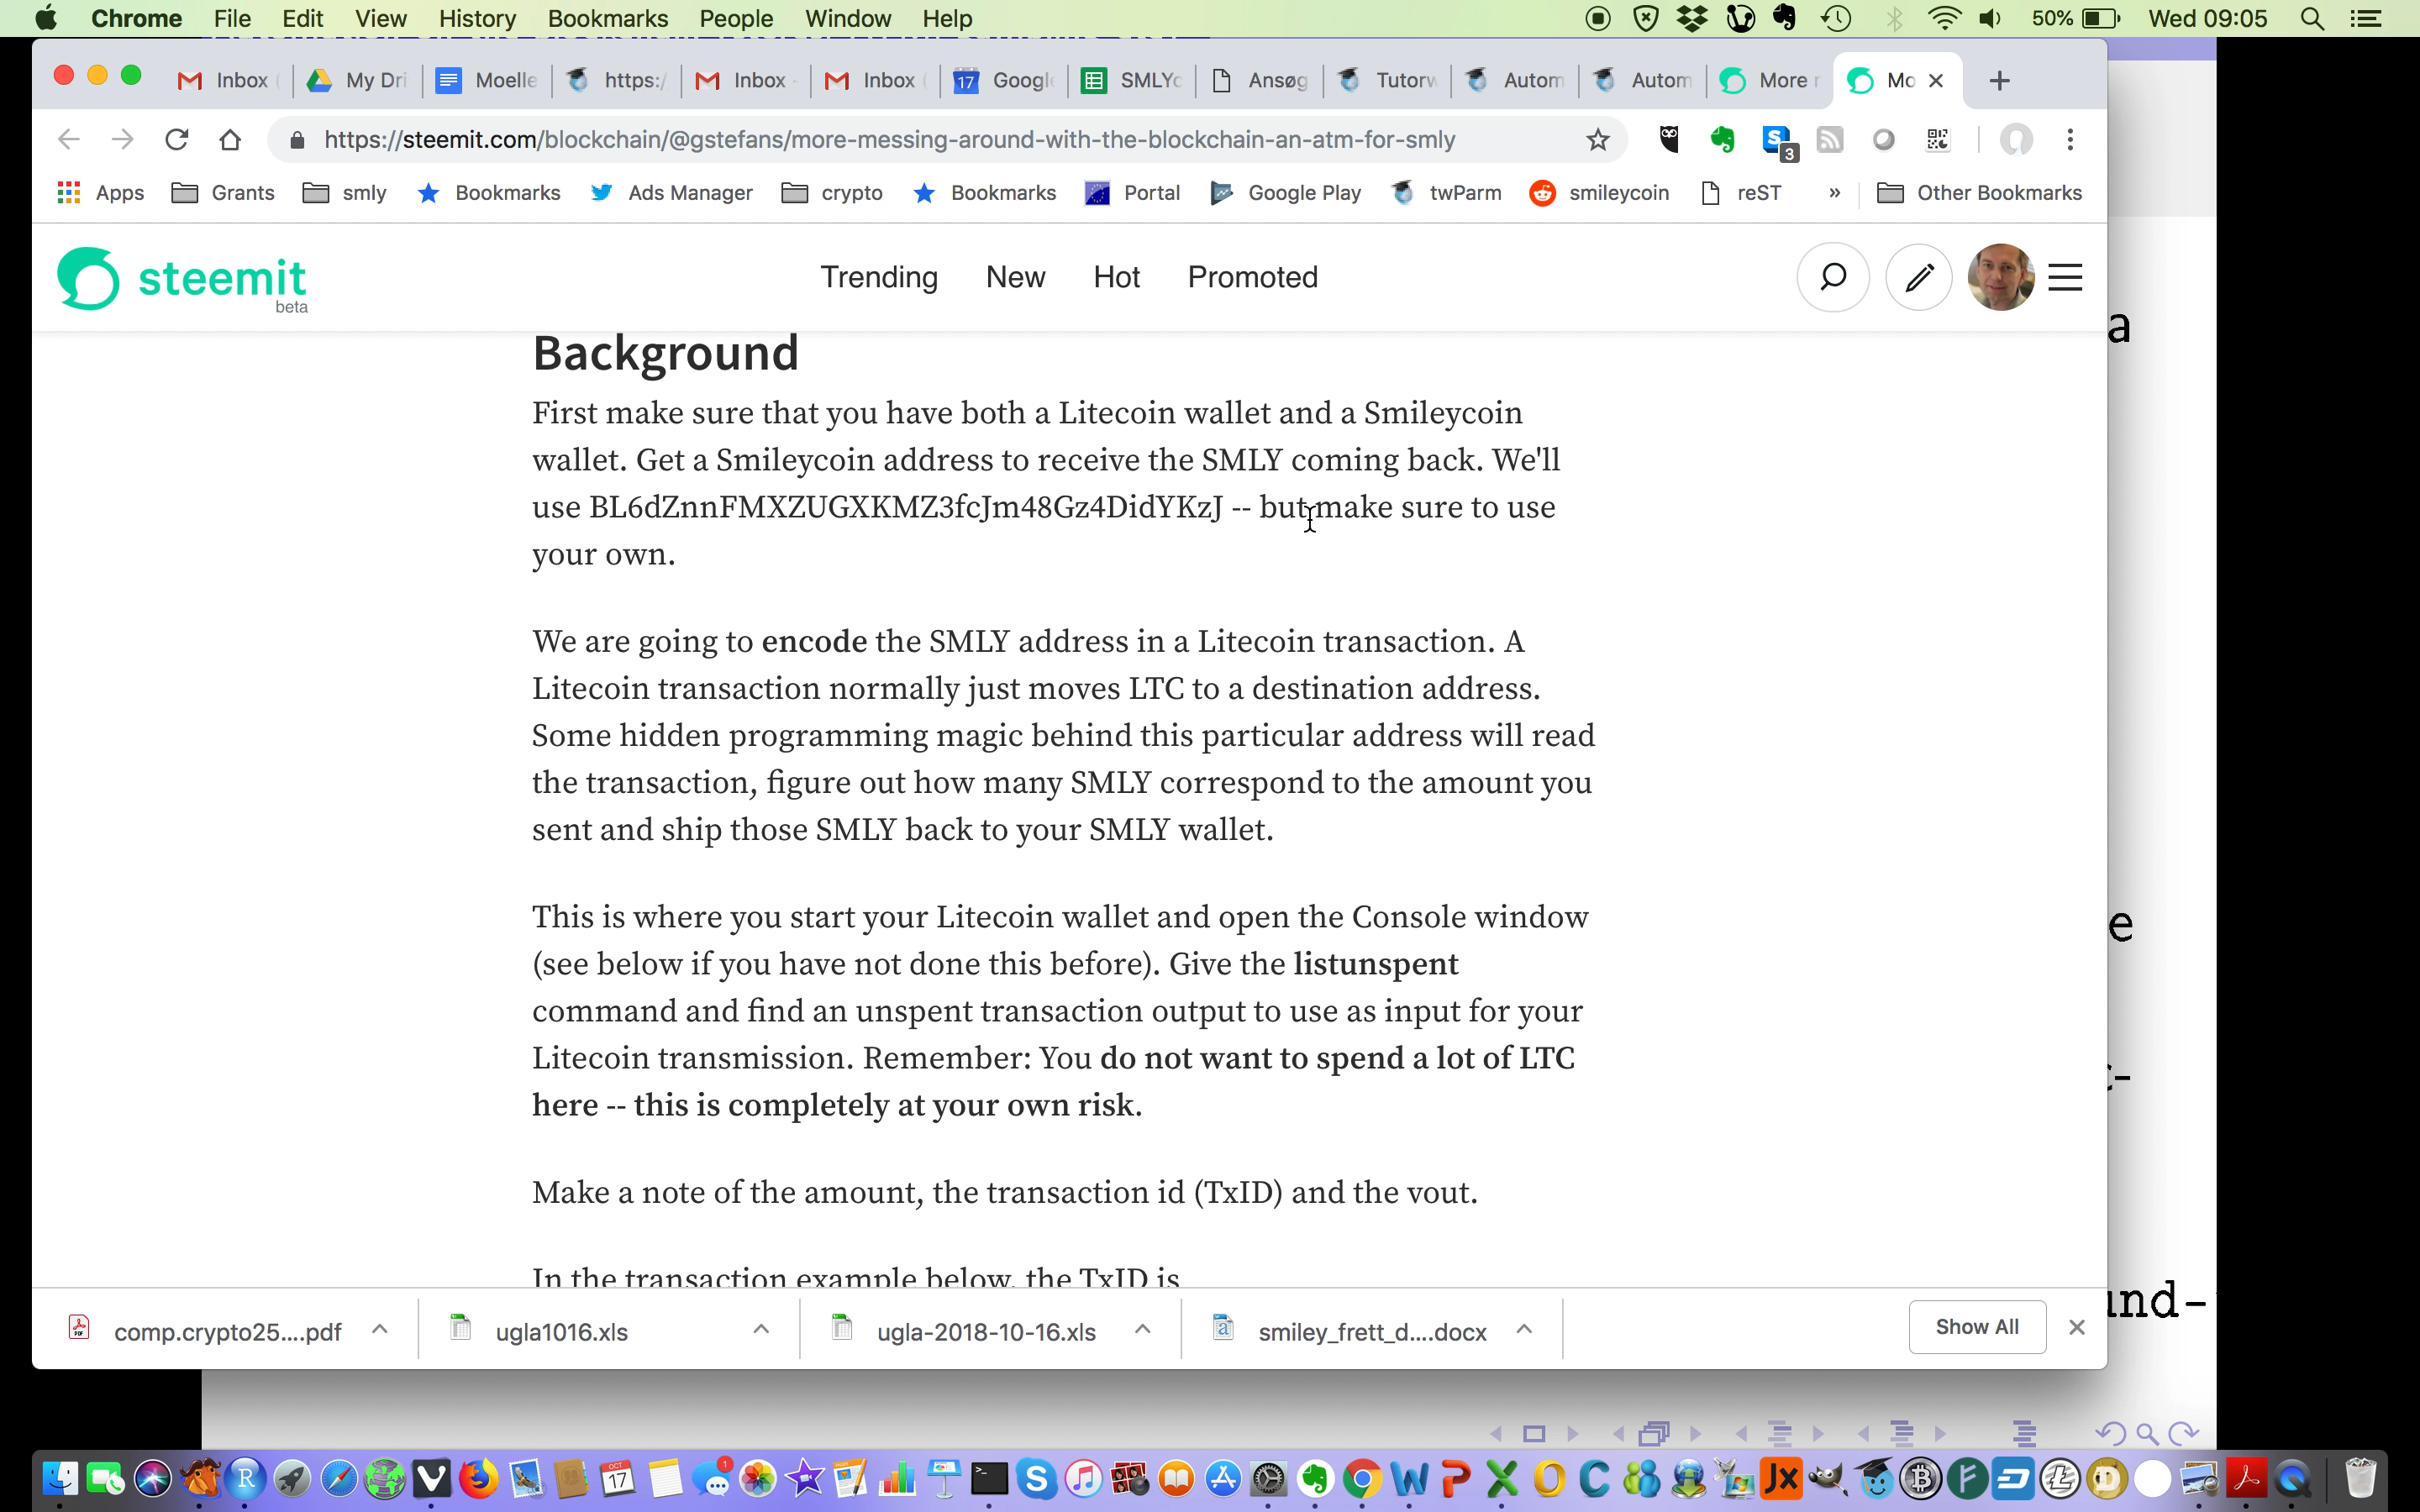 Chrome File Edit View History Bookmarks People Window Help 50% Wed 09:05
Inbox My Dri Moelle https:/ Inbox Inbox 17 Googl SMLYc Ansøg Tutorw Autom Autom More r Mo
https://steemit.com/blockchain/@gstefans/more-messing-around-with-the-blockchain-an-atm-for-smly 3
Apps Grants smly Bookmarks Ads Manager crypto Bookmarks Portal Google Play twParm smileycoin reST » Other Bookmarks
steemit
beta
Trending New Hot Promoted
Background
First make sure that you have both a Litecoin wallet and a Smileycoin
wallet. Get a Smileycoin address to receive the SMLY coming back. We'll
use BL6dZnnFMXZUGXKMZ3fcJm48Gz4DidYKzJ -- but make sure to use
your own.
We are going to encode the SMLY address in a Litecoin transaction. A
Litecoin transaction normally just moves LTC to a destination address.
Some hidden programming magic behind this particular address will read
the transaction, figure out how many SMLY correspond to the amount you
sent and ship those SMLY back to your SMLY wallet.
This is where you start your Litecoin wallet and open the Console window
(see below if you have not done this before). Give the listunspent
command and find an unspent transaction output to use as input for your
Litecoin transmission. Remember: You do not want to spend a lot of LTC
here -- this is completely at your own risk.
Make a note of the amount, the transaction id (TxID) and the vout.
In the transaction example below, the TxID is
a
e
und-
comp.crypto25....pdf ugla1016.xls ugla-2018-10-16.xls smiley_frett_d....docx Show All
OCT
17
1